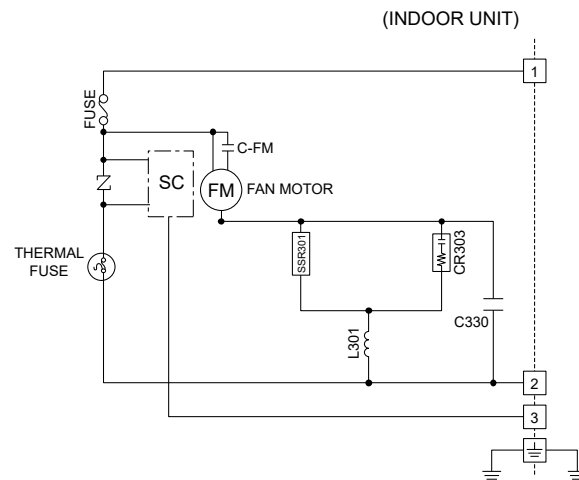 (INDOOR UNIT)
1
FUSE
C-FM
SC
FM
FAN MOTOR
THERMAL
FUSE
SSR301
CR303
C330
L301
2
3